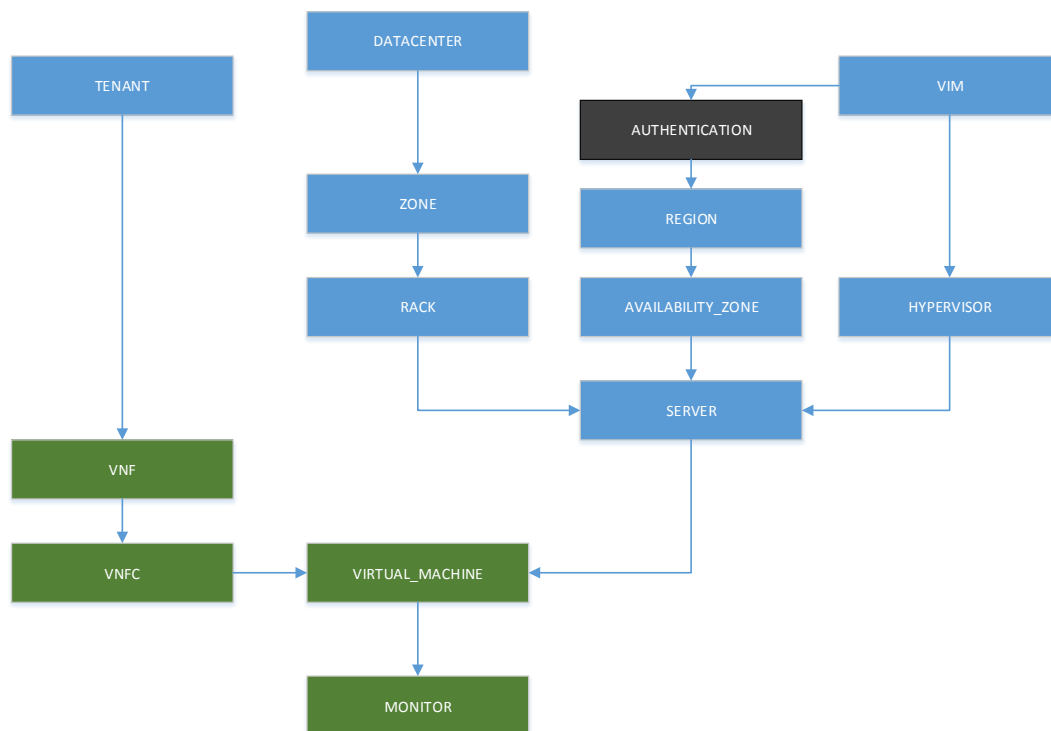 DATACENTER
TENANT
VIM
AUTHENTICATION
ZONE
REGION
RACK
AVAILABILITY_ZONE
HYPERVISOR
SERVER
VNF
VNFC
VIRTUAL_MACHINE
MONITOR